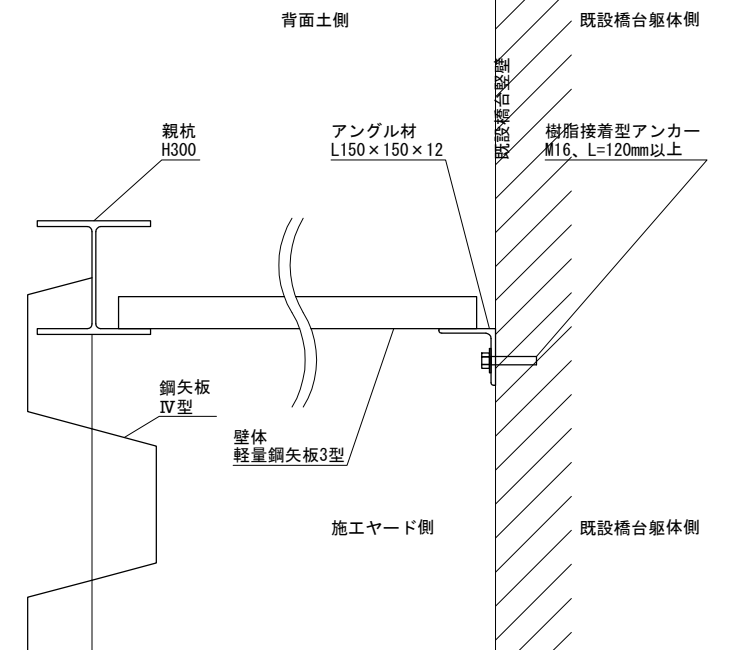 背面土側
既設橋台躯体側
既設橋台竪壁
親杭
H300
アングル材
L150×150×12
樹脂接着型アンカー
M16、L=120mm以上
鋼矢板
Ⅳ型
壁体
軽量鋼矢板3型
施工ヤード側
既設橋台躯体側